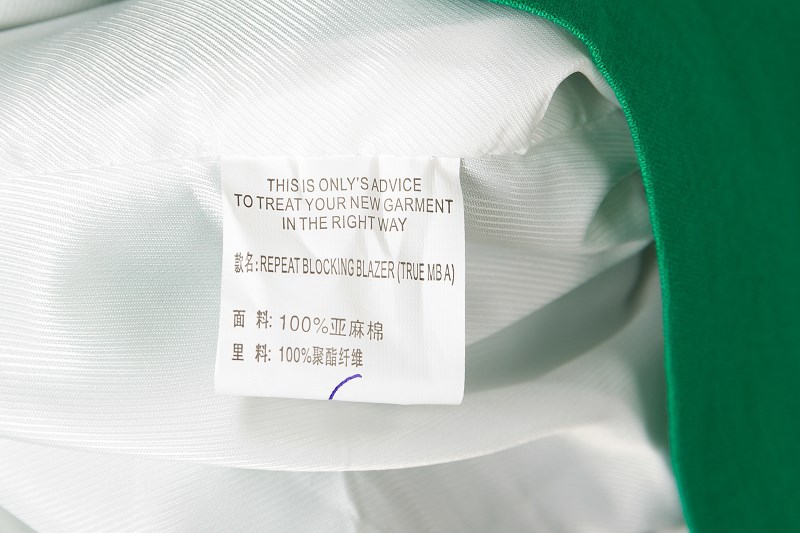 THIS IS ONLY'S ADVICE
TO TREAT YOUR NEW GARMENT
IN THE RIGHT WAY
款名:REPEAT BLOCKING BLAZER (TRUE MB A)
面 料: 100%亚麻棉
里 料: 100%聚酯纤维